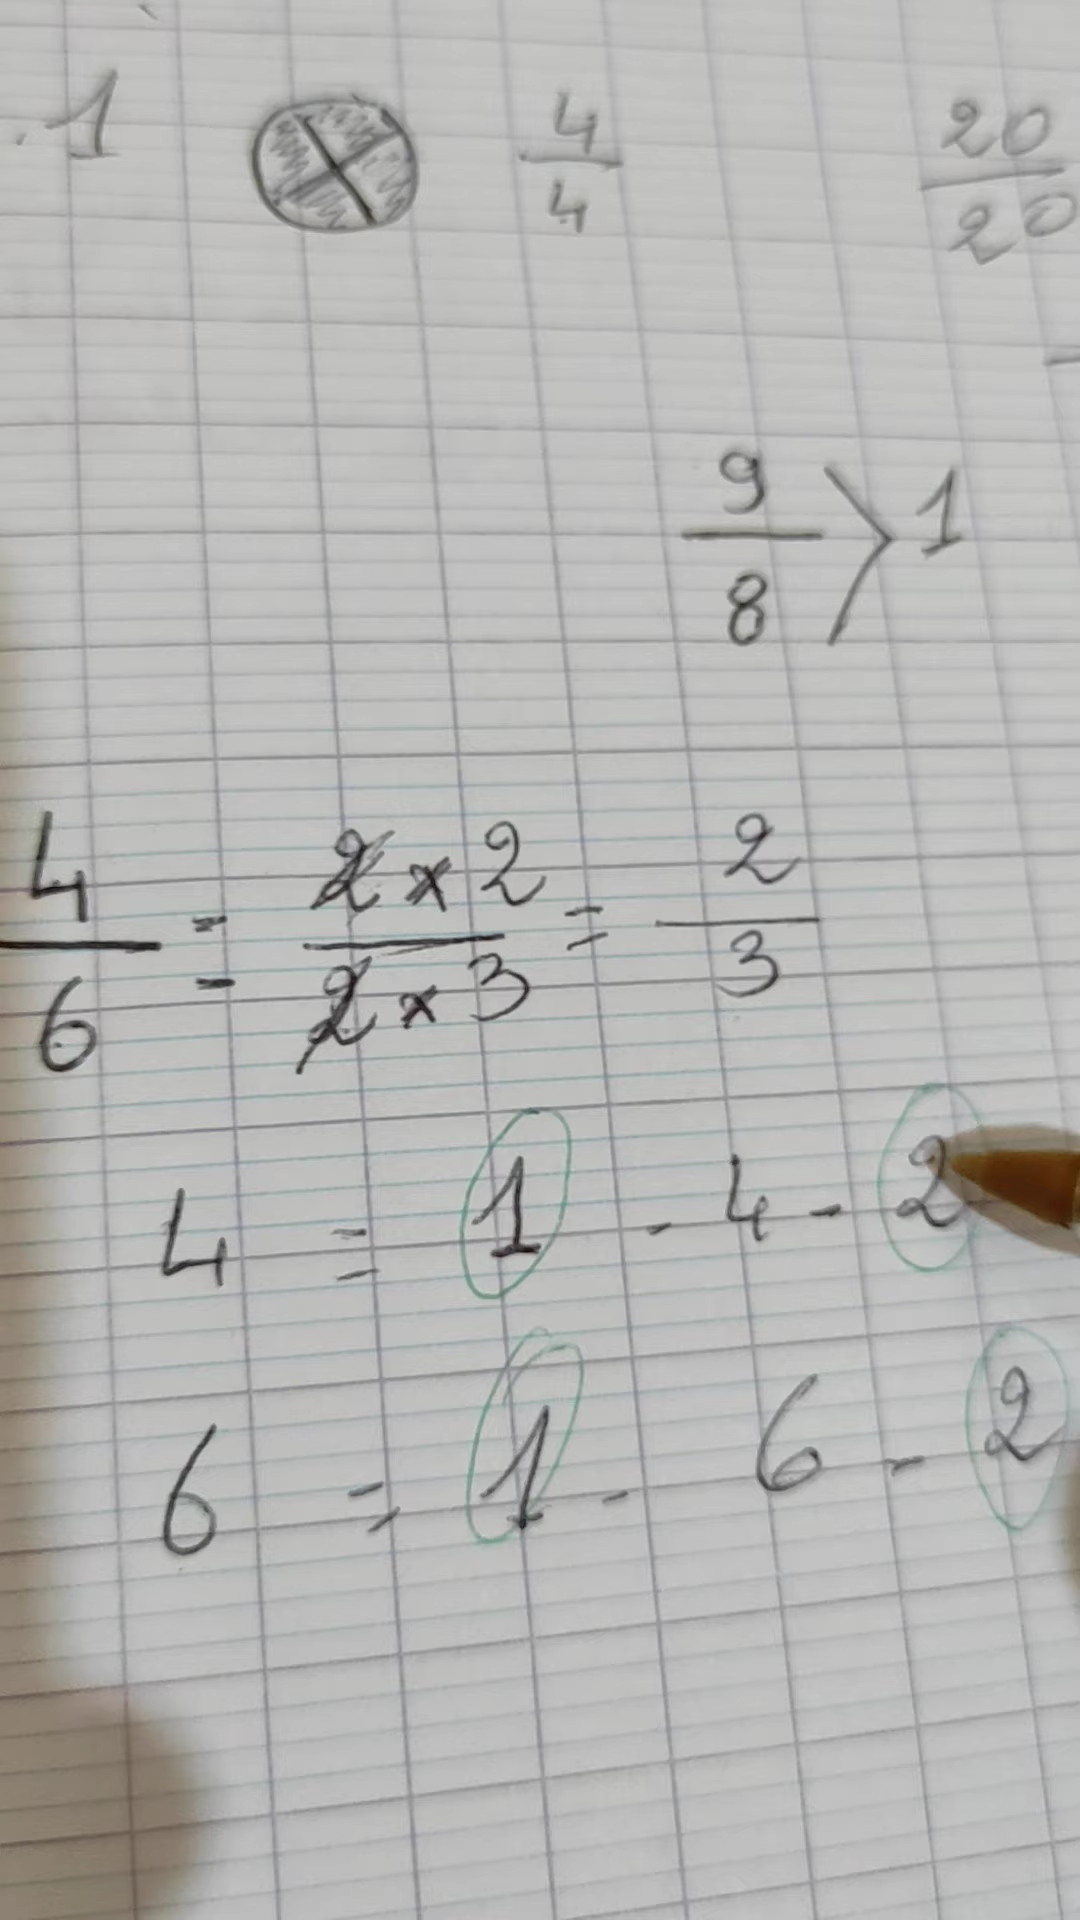 1 4/4 20/20
9/8 > 1
4/6 = 2 x 2 / 2 x 3 = 2/3
4 = 1 - 4 - 2
6 = 1 - 6 - 2